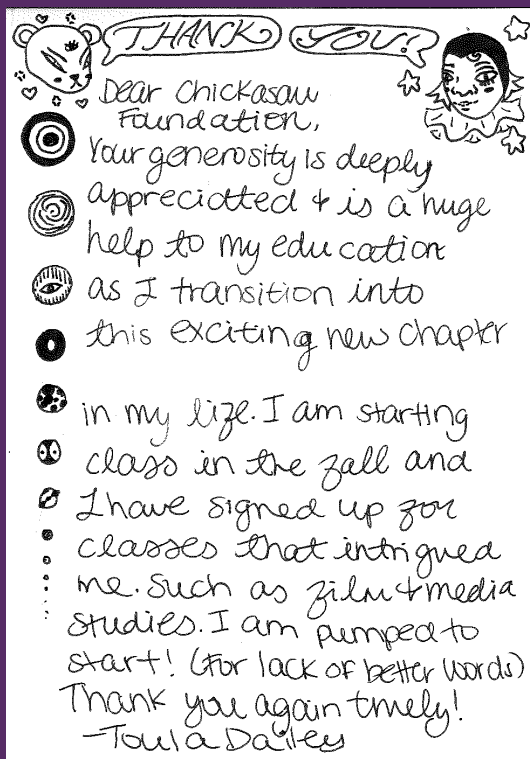 THANK YOU!
Dear Chickasaw
Foundation,
Your generosity is deeply
appreciatted & is a huge
help to my education
as I transition into
this exciting new chapter
in my life. I am starting
class in the fall and
I have signed up for
classes that intrigued
me. Such as film & media
studies. I am pumped to
start! (For lack of better words)
Thank you again truely!
-Toula Dailey